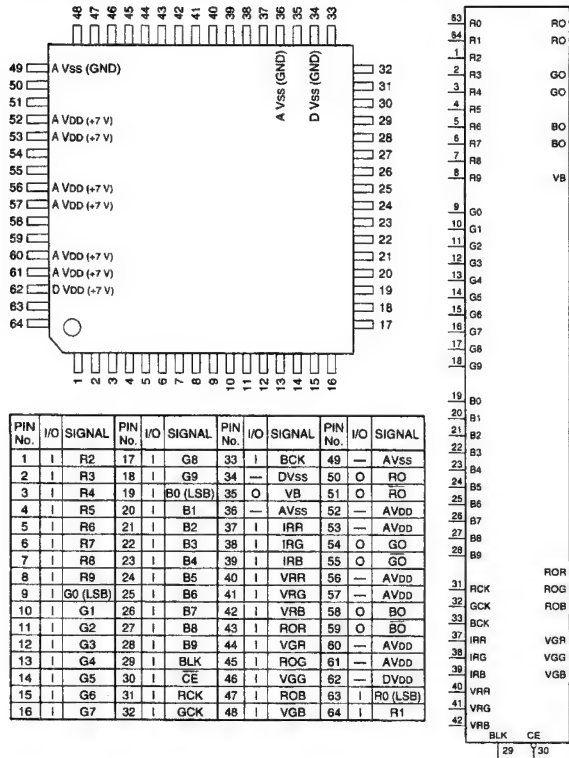 48 47 46 45 44 43 42 41 40 39 38 37 36 35 34 33
49 A VSS (GND)
50
51
52 A VDD (+7 V)
53 A VDD (+7 V)
54
55
56 A VDD (+7 V)
57 A VDD (+7 V)
58
59
60 A VDD (+7 V)
61 A VDD (+7 V)
62 D VDD (+7 V)
63
64
A VSS (GND)
D VSS (GND)
32
31
30
29
28
27
26
25
24
23
22
21
20
19
18
17
1 2 3 4 5 6 7 8 9 10 11 12 13 14 15 16
PIN No. I/O SIGNAL PIN No. I/O SIGNAL PIN No. I/O SIGNAL PIN No. I/O SIGNAL
1 I R2 17 I G8 33 I BCK 49 — AVSS
2 I R3 18 I G9 34 — DVSS 50 O RO
3 I R4 19 I B0 (LSB) 35 O VB 51 O R̅O̅
4 I R5 20 I B1 36 — AVSS 52 — AVDD
5 I R6 21 I B2 37 I IRR 53 — AVDD
6 I R7 22 I B3 38 I IRG 54 O GO
7 I R8 23 I B4 39 I IRB 55 O G̅O̅
8 I R9 24 I B5 40 I VRR 56 — AVDD
9 I G0 (LSB) 25 I B6 41 I VRG 57 — AVDD
10 I G1 26 I B7 42 I VRB 58 O BO
11 I G2 27 I B8 43 I ROR 59 O B̅O̅
12 I G3 28 I B9 44 I VGR 60 — AVDD
13 I G4 29 I BLK 45 I ROG 61 — AVDD
14 I G5 30 I C̅E̅ 46 I VGG 62 — DVDD
15 I G6 31 I RCK 47 I ROB 63 I R0 (LSB)
16 I G7 32 I GCK 48 I VGB 64 I R1
53 R0 RO
64 R1 RO
1 R2
2 R3 GO
3 R4 GO
4 R5
5 R6 BO
6 R7 BO
7 R8
8 R9 VB
9 G0
10 G1
11 G2
12 G3
13 G4
14 G5
15 G6
16 G7
17 G8
18 G9
19 B0
20 B1
21 B2
22 B3
23 B4
24 B5
25 B6
26 B7
27 B8
28 B9
ROR
31 RCK ROG
32 GCK ROB
33 BCK
37 IRR VGR
38 IRG VGG
39 IRB VGB
40 VRR
41 VRG
42 VRB
BLK CE
29 30